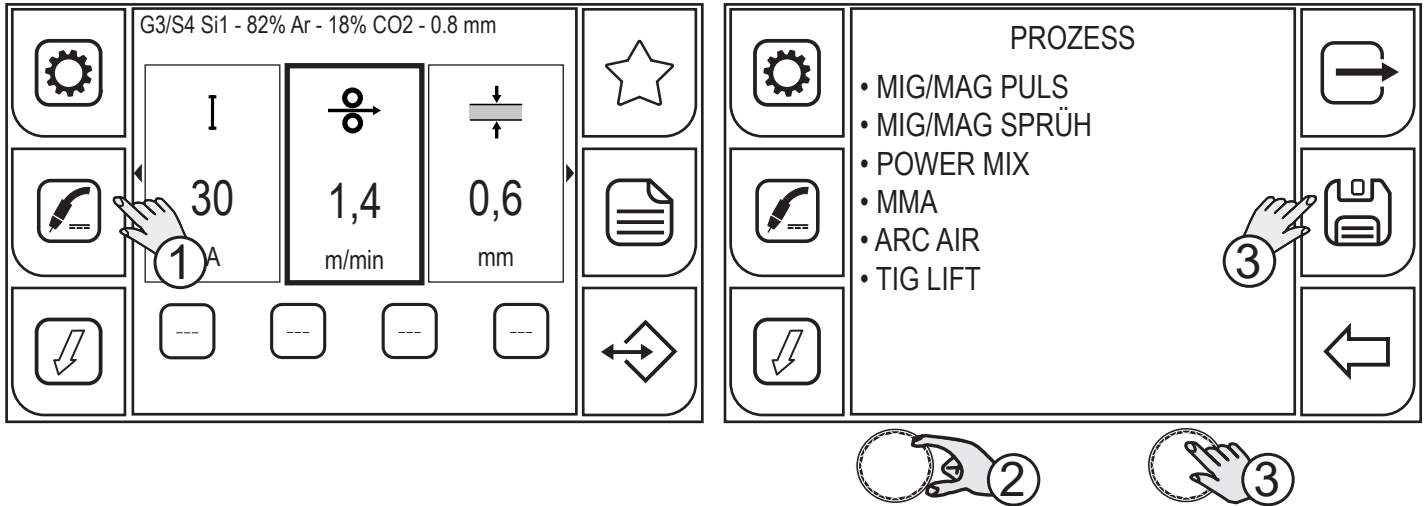 G3/S4 Si1 - 82% Ar - 18% CO2 - 0.8 mm
I
30
A
1,4
m/min
0,6
mm
--- --- --- ---
1
PROZESS
• MIG/MAG PULS
• MIG/MAG SPRÜH
• POWER MIX
• MMA
• ARC AIR
• TIG LIFT
3
2
3